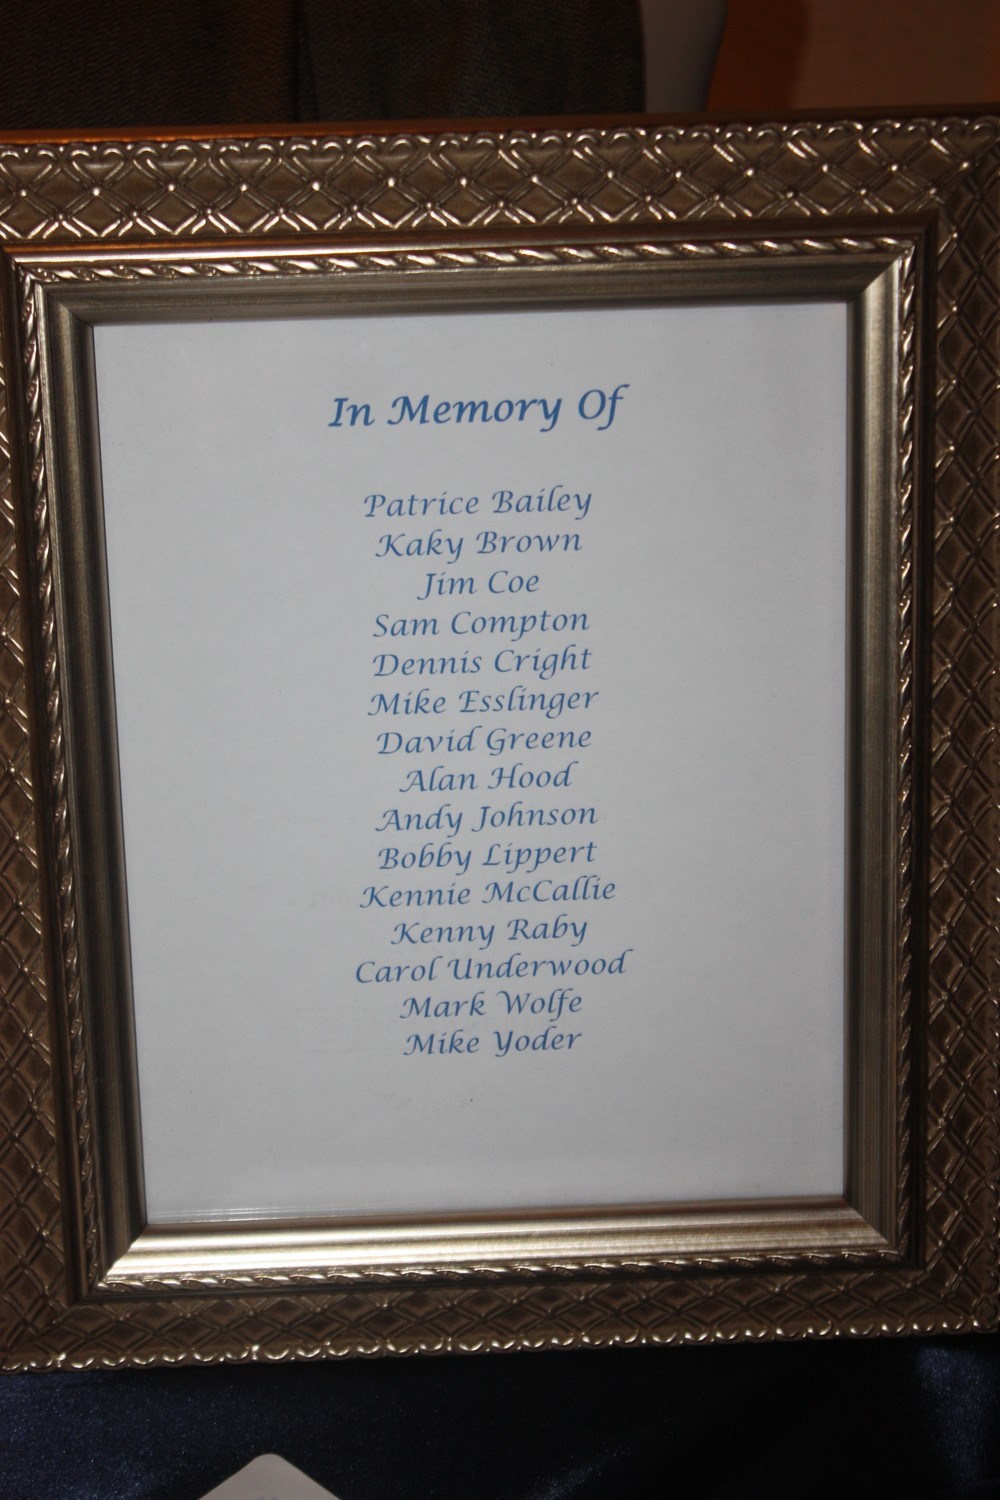 In Memory Of
Patrice Bailey
Kaky Brown
Jim Coe
Sam Compton
Dennis Cright
Mike Esslinger
David Greene
Alan Hood
Andy Johnson
Bobby Lippert
Kennie McCallie
Kenny Raby
Carol Underwood
Mark Wolfe
Mike Yoder